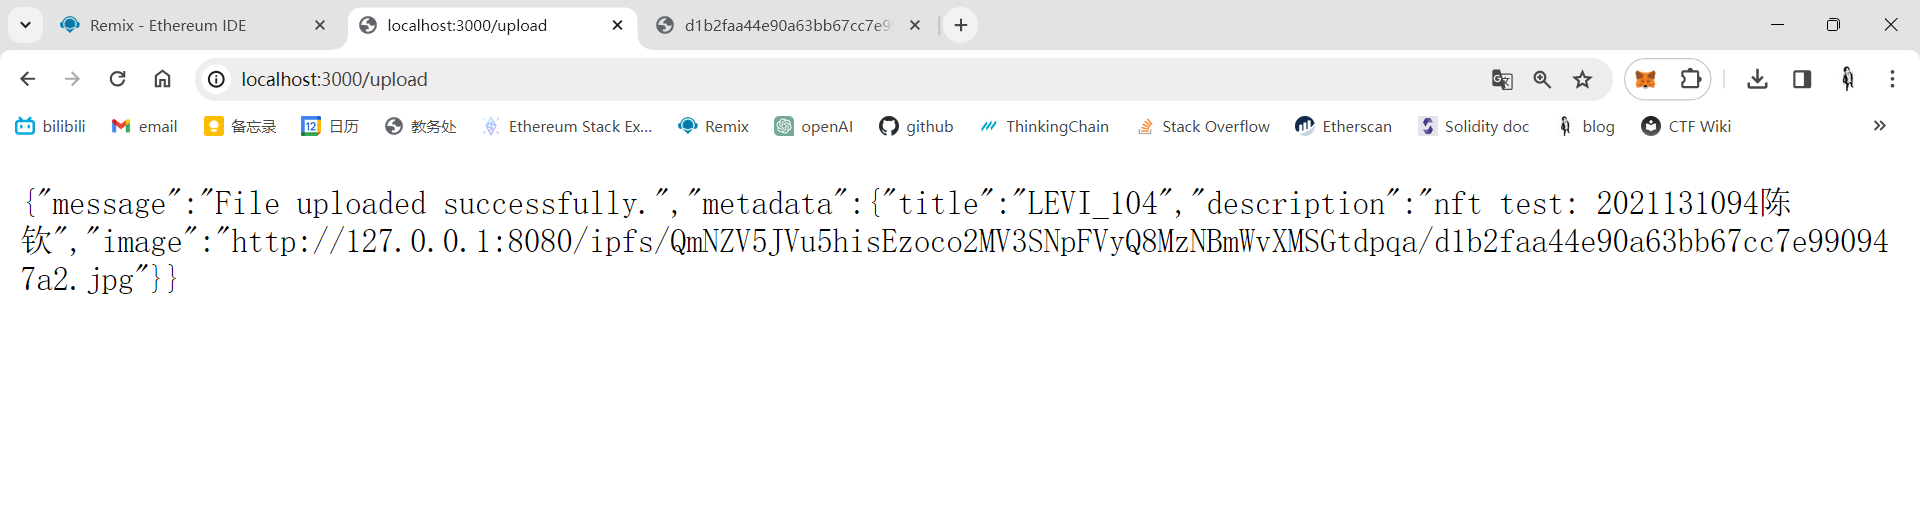 Remix - Ethereum IDE
localhost:3000/upload
d1b2faa44e90a63bb67cc7e9
localhost:3000/upload
bilibili
email
备忘录
日历
教务处
Ethereum Stack Ex...
Remix
openAI
github
ThinkingChain
Stack Overflow
Etherscan
Solidity doc
blog
CTF Wiki
{"message":"File uploaded successfully.","metadata":{"title":"LEVI_104","description":"nft test: 2021131094陈
钦","image":"http://127.0.0.1:8080/ipfs/QmNZV5JVu5hisEzoco2MV3SNpFVyQ8MzNBmWvXMSGtdpqa/d1b2faa44e90a63bb67cc7e99094
7a2.jpg"}}